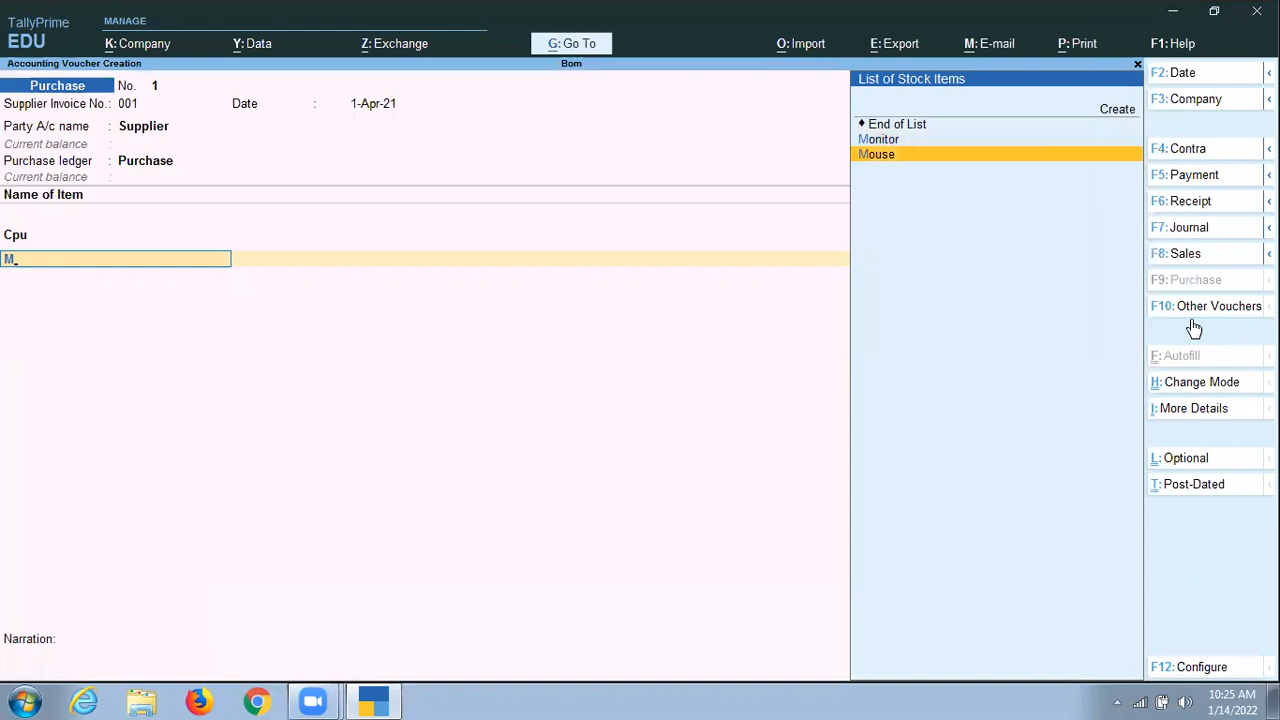 TallyPrime
EDU
MANAGE
K: Company
Y: Data
Z: Exchange
G: Go To
O: Import
E: Export
M: E-mail
P: Print
F1: Help
Accounting Voucher Creation
Bom
Purchase No. 1
Supplier Invoice No.: 001 Date : 1-Apr-21
Party A/c name : Supplier
Current balance :
Purchase ledger : Purchase
Current balance :
Name of Item
Cpu
M
Narration:
List of Stock Items
Create
♦ End of List
Monitor
Mouse
F2: Date
F3: Company
F4: Contra
F5: Payment
F6: Receipt
F7: Journal
F8: Sales
F9: Purchase
F10: Other Vouchers
F: Autofill
H: Change Mode
I: More Details
L: Optional
T: Post-Dated
F12: Configure
10:25 AM
1/14/2022